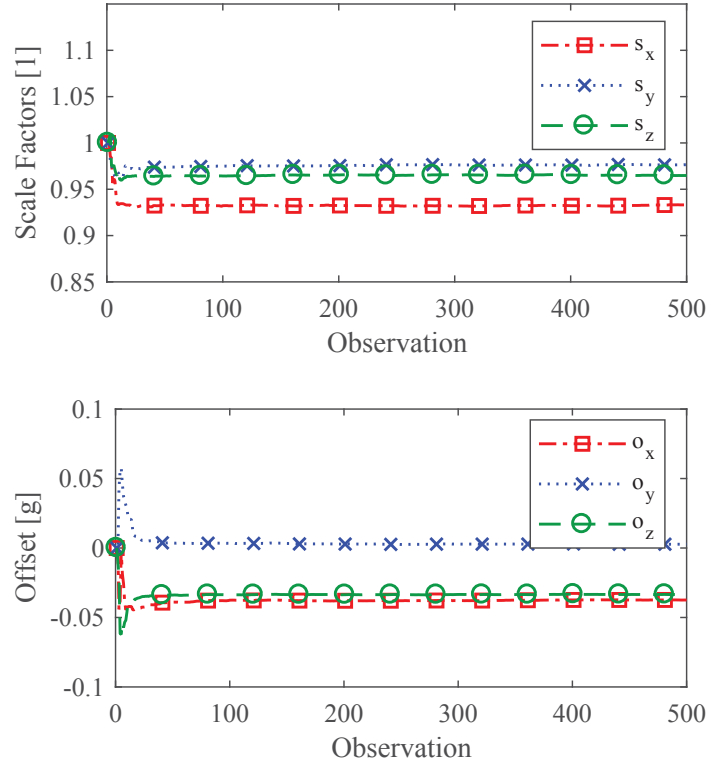 Scale Factors [1]
1.1
1.05
1
0.95
0.9
0.85
s_x
s_y
s_z
0 100 200 300 400 500
Observation
Offset [g]
0.1
0.05
0
-0.05
-0.1
o_x
o_y
o_z
0 100 200 300 400 500
Observation